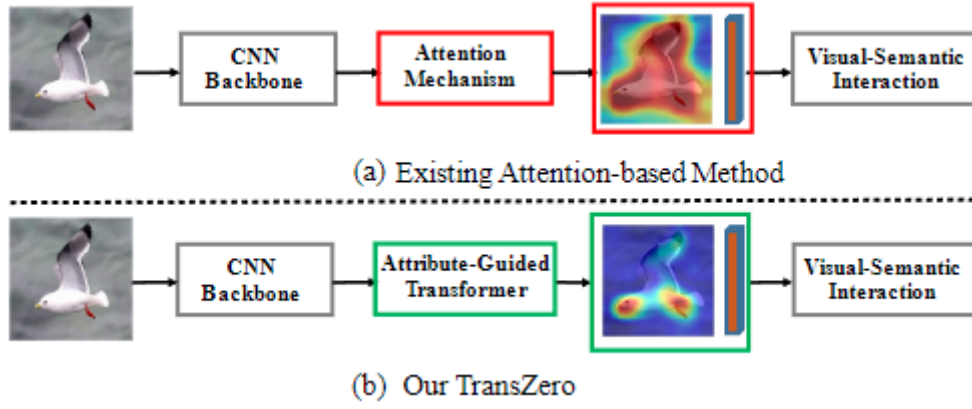 CNN
Backbone
Attention
Mechanism
Visual-Semantic
Interaction
(a) Existing Attention-based Method
CNN
Backbone
Attribute-Guided
Transformer
Visual-Semantic
Interaction
(b) Our TransZero